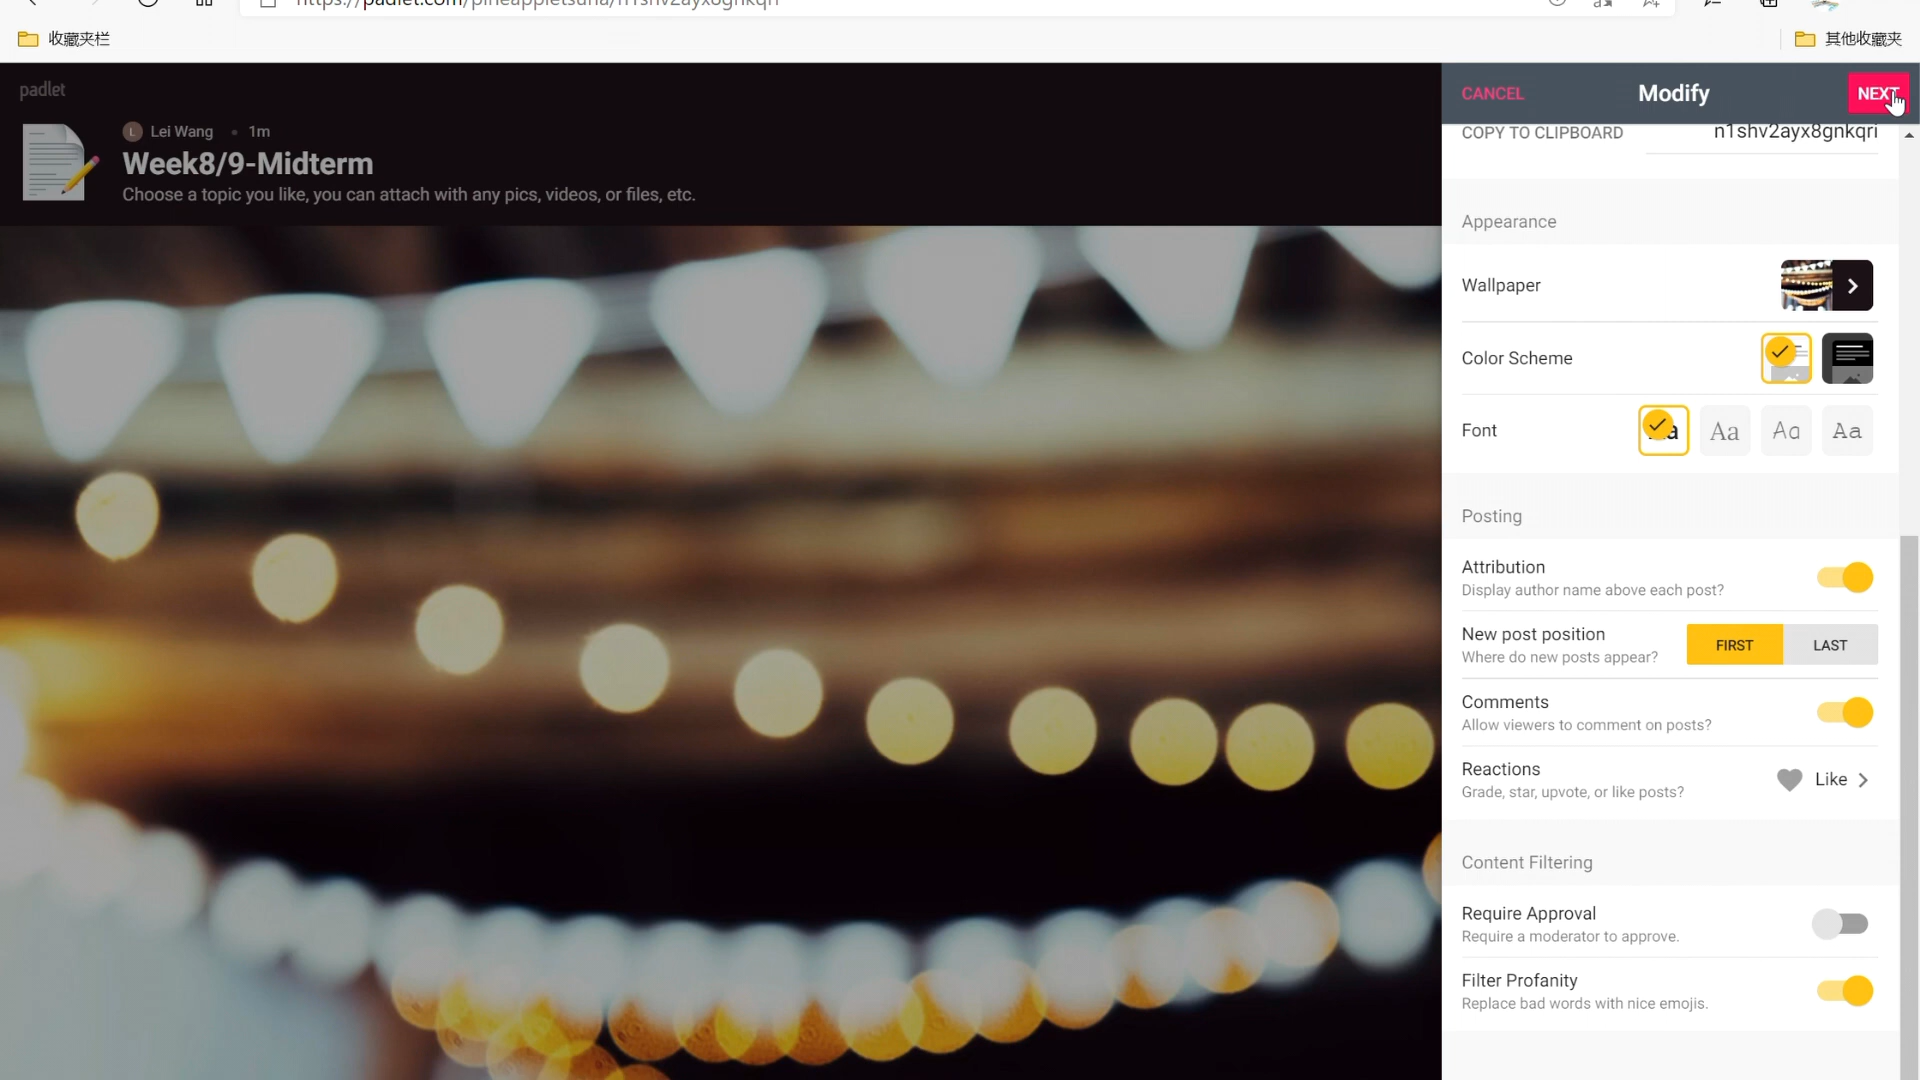 收藏夹栏
其他收藏夹
padlet
CANCEL
Modify
NEXT
L Lei Wang • 1m
Week8/9-Midterm
Choose a topic you like, you can attach with any pics, videos, or files, etc.
COPY TO CLIPBOARD
n1shv2ayx8gnkqri
Appearance
Wallpaper
Color Scheme
Font
Aa Aa Aa
Posting
Attribution
Display author name above each post?
New post position
Where do new posts appear?
FIRST
LAST
Comments
Allow viewers to comment on posts?
Reactions
Grade, star, upvote, or like posts?
Like
Content Filtering
Require Approval
Require a moderator to approve.
Filter Profanity
Replace bad words with nice emojis.